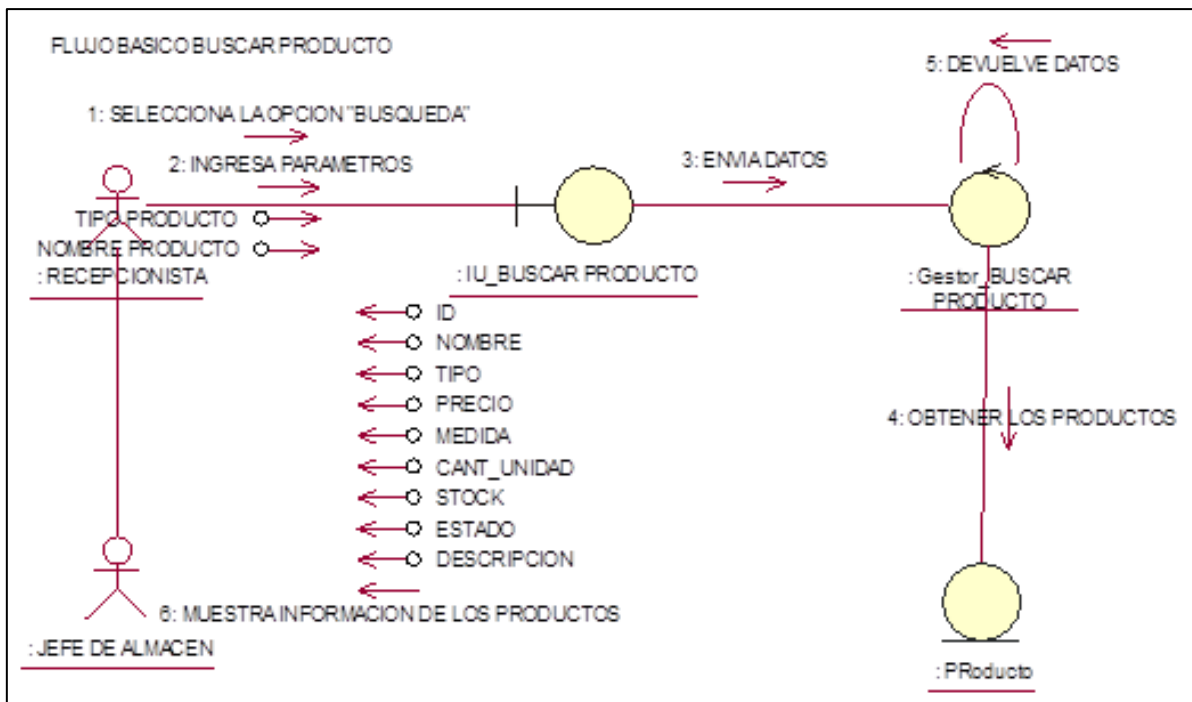 FLUJO BASICO BUSCAR PRODUCTO
5: DEVUELVE DATOS
1: SELECCIONA LA OPCION "BUSQUEDA"
2: INGRESA PARAMETROS
3: ENVIA DATOS
TIPO PRODUCTO
NOMBRE PRODUCTO
: RECEPCIONISTA
: IU_BUSCAR PRODUCTO
: Gestor_BUSCAR
PRODUCTO
ID
NOMBRE
TIPO
PRECIO
MEDIDA
CANT_UNIDAD
STOCK
ESTADO
DESCRIPCION
4: OBTENER LOS PRODUCTOS
6: MUESTRA INFORMACION DE LOS PRODUCTOS
: JEFE DE ALMACEN
: PRoducto